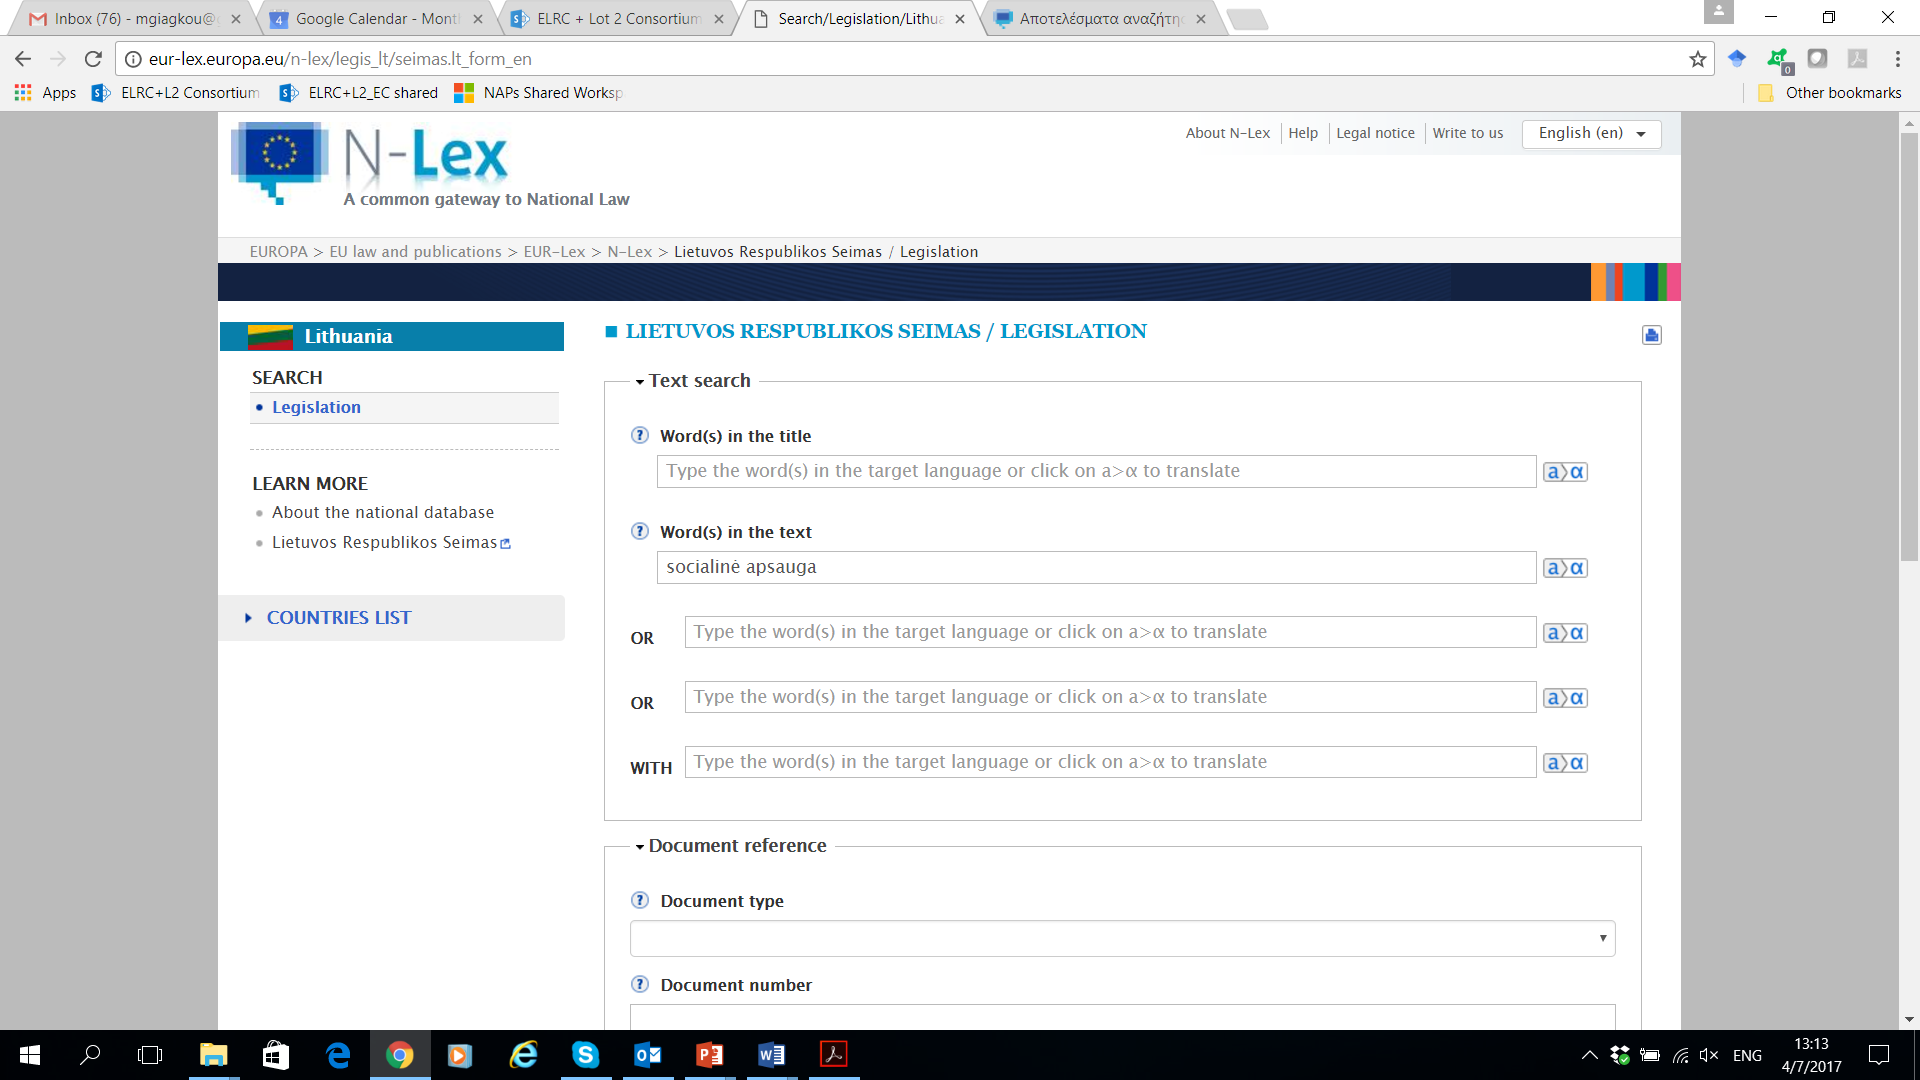 Inbox (76) - mgiagkou@
Google Calendar - Mont
ELRC + Lot 2 Consortium
Search/Legislation/Lithua
Αποτελέσματα αναζήτη
eur-lex.europa.eu/n-lex/legis_lt/seimas.lt_form_en
0
Apps
ELRC+L2 Consortium
ELRC+L2_EC shared
NAPs Shared Worksp
Other bookmarks
N-Lex
A common gateway to National Law
About N-Lex
Help
Legal notice
Write to us
English (en)
EUROPA > EU law and publications > EUR-Lex > N-Lex > Lietuvos Respublikos Seimas / Legislation
Lithuania
SEARCH
Legislation
LEARN MORE
About the national database
Lietuvos Respublikos Seimas
COUNTRIES LIST
LIETUVOS RESPUBLIKOS SEIMAS / LEGISLATION
Text search
Word(s) in the title
Type the word(s) in the target language or click on a>α to translate
a>α
Word(s) in the text
socialinė apsauga
a>α
OR
Type the word(s) in the target language or click on a>α to translate
a>α
OR
Type the word(s) in the target language or click on a>α to translate
a>α
WITH
Type the word(s) in the target language or click on a>α to translate
a>α
Document reference
Document type
Document number
ENG
13:13
4/7/2017